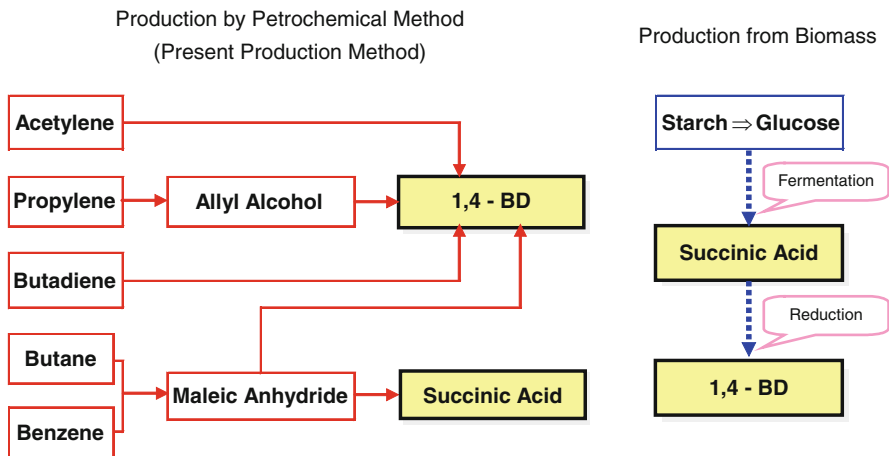 Production by Petrochemical Method
(Present Production Method)
Acetylene
Propylene
Allyl Alcohol
1,4 - BD
Butadiene
Butane
Benzene
Maleic Anhydride
Succinic Acid
Production from Biomass
Starch ⇒ Glucose
Fermentation
Succinic Acid
Reduction
1,4 - BD